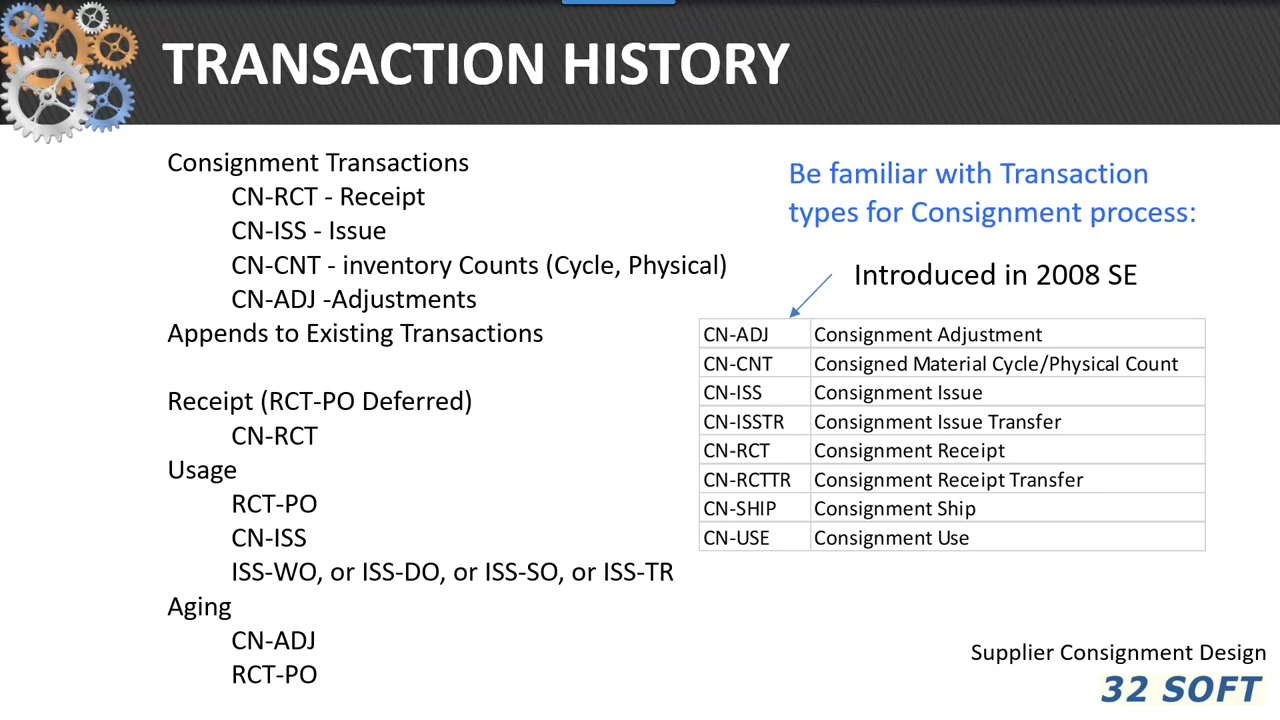 TRANSACTION HISTORY
Consignment Transactions
CN-RCT - Receipt
CN-ISS - Issue
CN-CNT - inventory Counts (Cycle, Physical)
CN-ADJ -Adjustments
Appends to Existing Transactions
Receipt (RCT-PO Deferred)
CN-RCT
Usage
RCT-PO
CN-ISS
ISS-WO, or ISS-DO, or ISS-SO, or ISS-TR
Aging
CN-ADJ
RCT-PO
Be familiar with Transaction
types for Consignment process:
Introduced in 2008 SE
CN-ADJ Consignment Adjustment
CN-CNT Consigned Material Cycle/Physical Count
CN-ISS Consignment Issue
CN-ISSTR Consignment Issue Transfer
CN-RCT Consignment Receipt
CN-RCTTR Consignment Receipt Transfer
CN-SHIP Consignment Ship
CN-USE Consignment Use
Supplier Consignment Design
32 SOFT